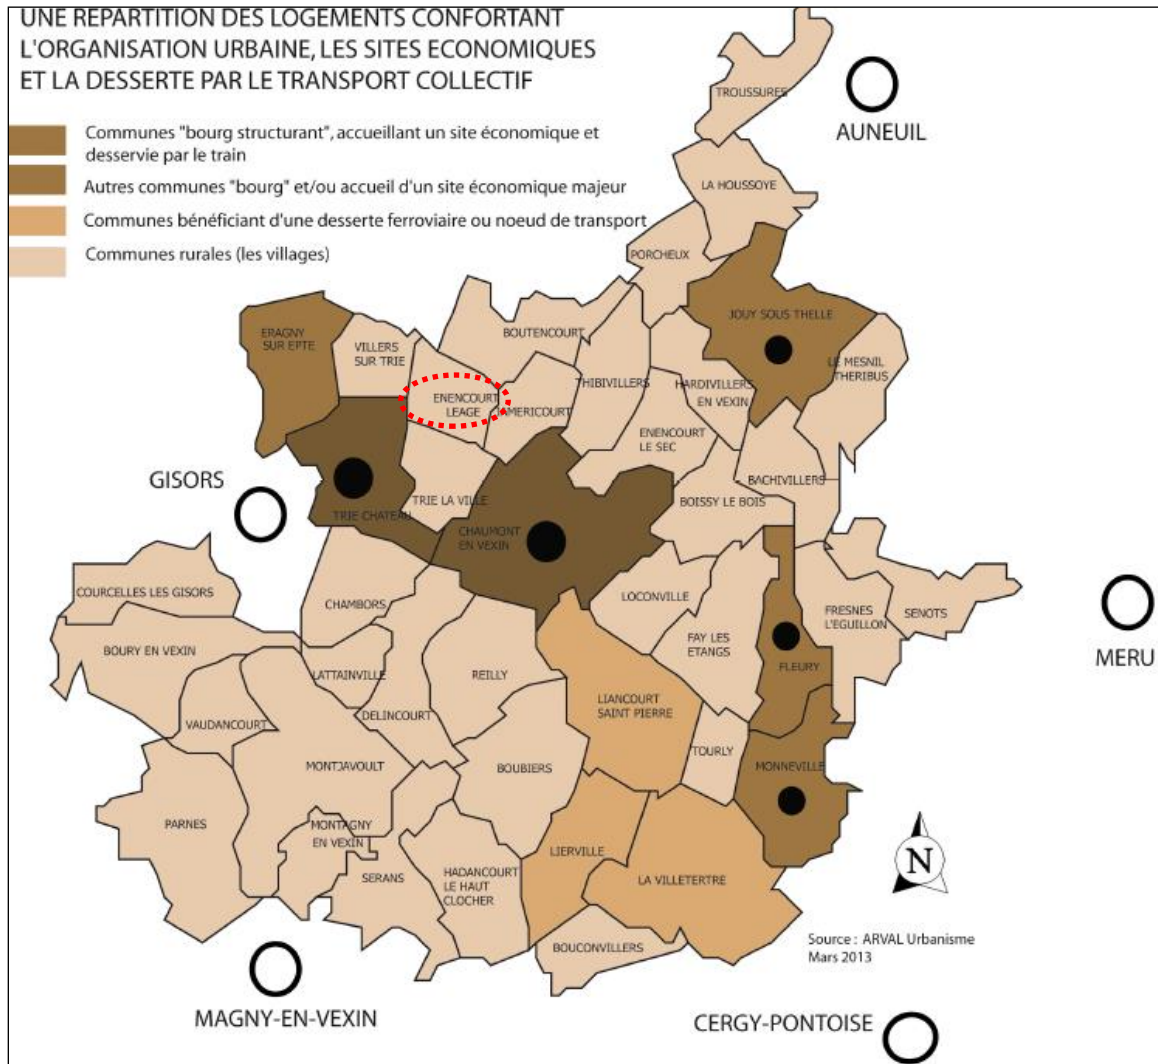 UNE REPARTITION DES LOGEMENTS CONFORTANT
L'ORGANISATION URBAINE, LES SITES ECONOMIQUES
ET LA DESSERTE PAR LE TRANSPORT COLLECTIF
Communes "bourg structurant", accueillant un site économique et
desservie par le train
Autres communes "bourg" et/ou accueil d'un site économique majeur
Communes bénéficiant d'une desserte ferroviaire ou noeud de transport
Communes rurales (les villages)
TROUSSURES
AUNEUIL
LA HOUSSOYE
PORCHEUX
JOUY SOUS THELLE
ERAGNY
SUR EPTE
VILLERS
SUR TRIE
BOUTENCOURT
THIBIVILLERS
HARDIVILLERS
EN VEXIN
LE MESNIL
THERIBUS
ENENCOURT
LEAGE
JAMERICOURT
ENENCOURT
LE SEC
GISORS
TRIE CHATEAU
TRIE LA VILLE
CHAUMONT
EN VEXIN
BOISSY LE BOIS
BACHIVILLERS
COURCELLES LES GISORS
CHAMBORS
LOCONVILLE
FRESNES
L'EGUILLON
SENOTS
MERU
BOURY EN VEXIN
LATTAINVILLE
REILLY
FAY LES
ETANGS
FLEURY
VAUDANCOURT
DELINCOURT
LIANCOURT
SAINT PIERRE
TOURLY
MONTJAVOULT
BOUBIERS
MONNEVILLE
PARNES
MONTAGNY
EN VEXIN
SERANS
HADANCOURT
LE HAUT
CLOCHER
LIERVILLE
LA VILLETERTRE
N
BOUCONVILLERS
Source : ARVAL Urbanisme
Mars 2013
MAGNY-EN-VEXIN
CERGY-PONTOISE